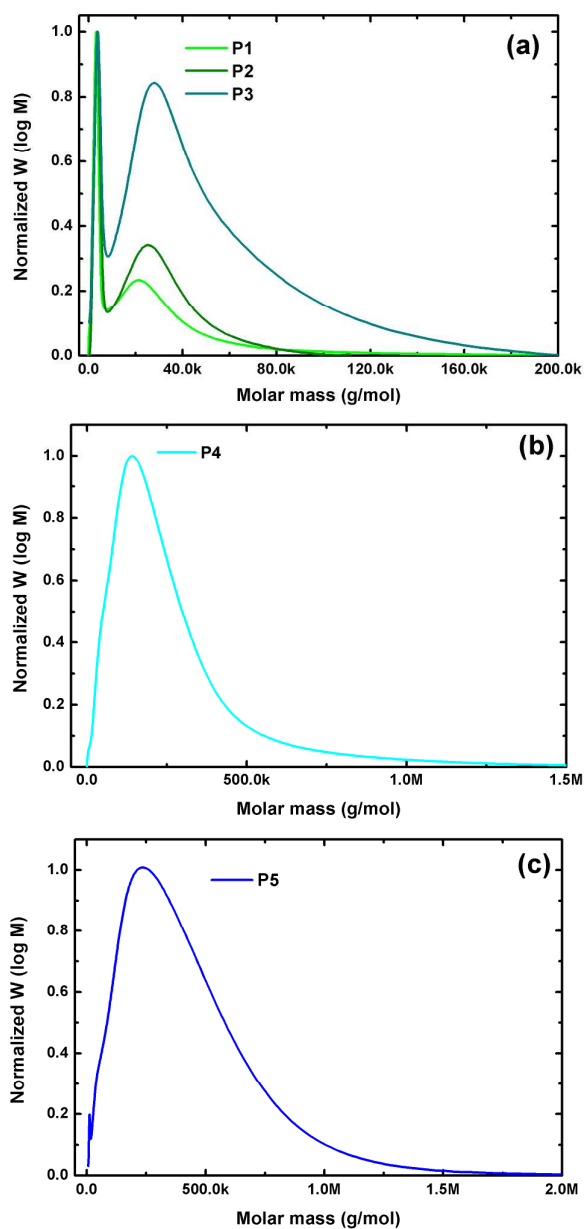 (a)
P1
P2
P3
Normalized W (log M)
1.0
0.8
0.6
0.4
0.2
0.0
0.0 40.0k 80.0k 120.0k 160.0k 200.0k
Molar mass (g/mol)
(b)
P4
Normalized W (log M)
1.0
0.8
0.6
0.4
0.2
0.0
0.0 500.0k 1.0M 1.5M
Molar mass (g/mol)
(c)
P5
Normalized W (log M)
1.0
0.8
0.6
0.4
0.2
0.0
0.0 500.0k 1.0M 1.5M 2.0M
Molar mass (g/mol)